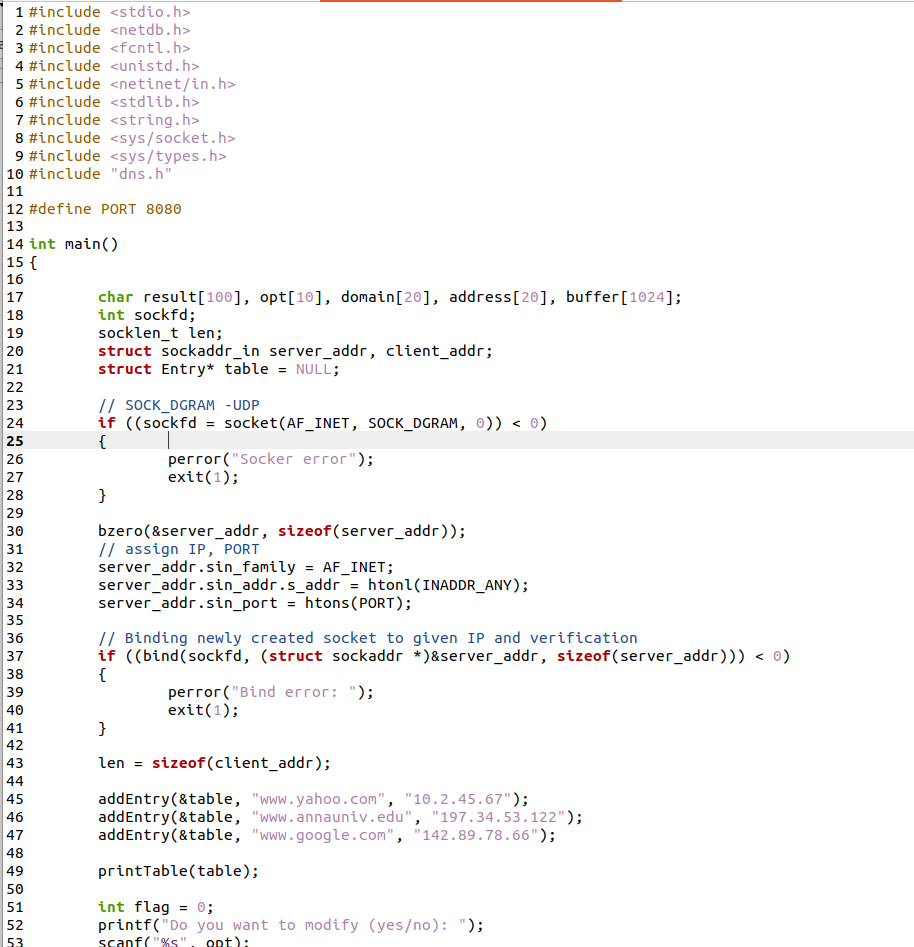 1 #include <stdio.h>
2 #include <netdb.h>
3 #include <fcntl.h>
4 #include <unistd.h>
5 #include <netinet/in.h>
6 #include <stdlib.h>
7 #include <string.h>
8 #include <sys/socket.h>
9 #include <sys/types.h>
10 #include "dns.h"
11
12 #define PORT 8080
13
14 int main()
15 {
16
17 char result[100], opt[10], domain[20], address[20], buffer[1024];
18 int sockfd;
19 socklen_t len;
20 struct sockaddr_in server_addr, client_addr;
21 struct Entry* table = NULL;
22
23 // SOCK_DGRAM -UDP
24 if ((sockfd = socket(AF_INET, SOCK_DGRAM, 0)) < 0)
25 {
26 perror("Socker error");
27 exit(1);
28 }
29
30 bzero(&server_addr, sizeof(server_addr));
31 // assign IP, PORT
32 server_addr.sin_family = AF_INET;
33 server_addr.sin_addr.s_addr = htonl(INADDR_ANY);
34 server_addr.sin_port = htons(PORT);
35
36 // Binding newly created socket to given IP and verification
37 if ((bind(sockfd, (struct sockaddr *)&server_addr, sizeof(server_addr))) < 0)
38 {
39 perror("Bind error: ");
40 exit(1);
41 }
42
43 len = sizeof(client_addr);
44
45 addEntry(&table, "www.yahoo.com", "10.2.45.67");
46 addEntry(&table, "www.annauniv.edu", "197.34.53.122");
47 addEntry(&table, "www.google.com", "142.89.78.66");
48
49 printTable(table);
50
51 int flag = 0;
52 printf("Do you want to modify (yes/no): ");
53 scanf("%s", opt);